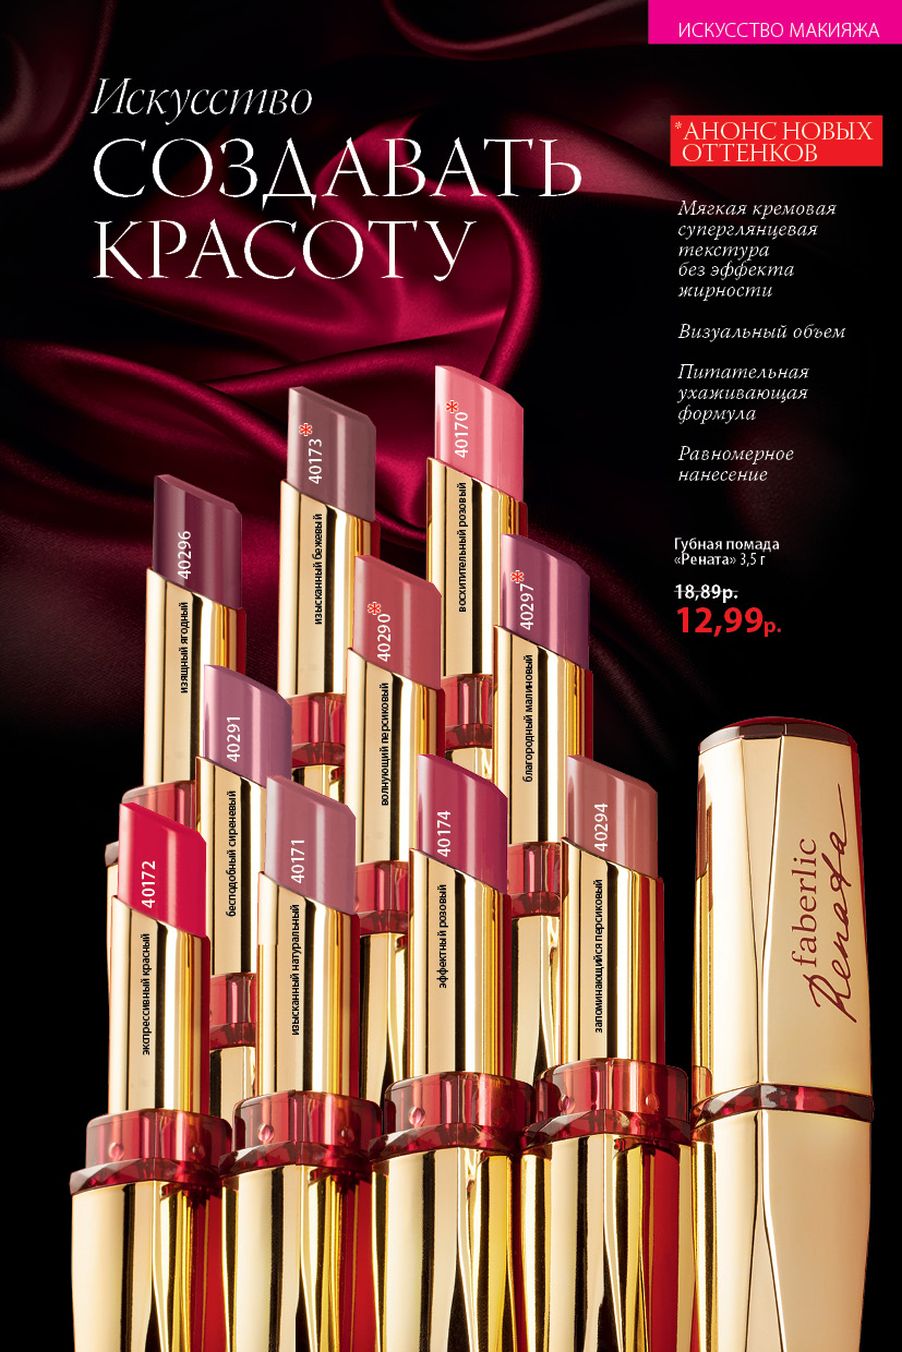 ИСКУССТВО МАКИЯЖА
Искусство
СОЗДАВАТЬ
КРАСОТУ
*АНОНС НОВЫХ
ОТТЕНКОВ
Мягкая кремовая
суперглянцевая
текстура
без эффекта
жирности
Визуальный объем
Питательная
ухаживающая
формула
Равномерное
нанесение
Губная помада
«Рената» 3,5 г
18,89р.
12,99р.
40296
изящный ягодный
40173*
изысканный бежевый
40170*
восхитительный розовый
40290*
волнующий персиковый
40297*
благородный малиновый
40291
бесподобный сиреневый
40172
экспрессивный красный
40171
изысканный натуральный
40174
эффектный розовый
40294
запоминающийся персиковый
faberlic
Renata